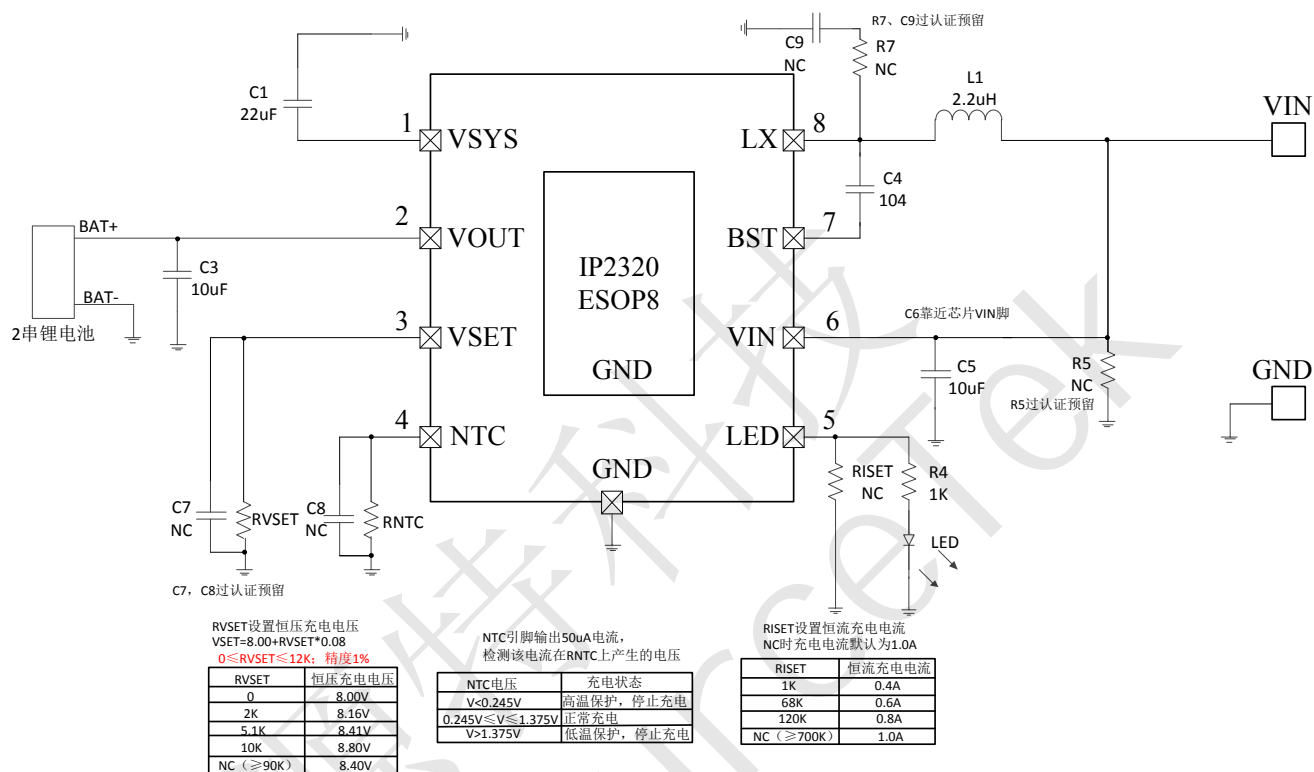 R7、C9过认证预留
C9
NC
R7
NC
C1
22uF
L1
2.2uH
VIN
1
VSYS
LX
8
C4
104
BAT+
2
VOUT
BST
7
C3
10uF
IP2320
ESOP8
BAT-
2串锂电池
3
VSET
VIN
6
C6靠近芯片VIN脚
GND
C5
10uF
R5
NC
R5过认证预留
GND
4
NTC
LED
5
GND
RISET
NC
R4
1K
C7
NC
RVSET
C8
NC
RNTC
LED
C7，C8过认证预留
RVSET设置恒压充电电压
VSET=8.00+RVSET*0.08
0≤RVSET≤12K；精度1%
RVSET 恒压充电电压
0 8.00V
2K 8.16V
5.1K 8.41V
10K 8.80V
NC（≥90K） 8.40V
NTC引脚输出50uA电流，
检测该电流在RNTC上产生的电压
NTC电压 充电状态
V<0.245V 高温保护，停止充电
0.245V≤V≤1.375V 正常充电
V>1.375V 低温保护，停止充电
RISET设置恒流充电电流
NC时充电电流默认为1.0A
RISET 恒流充电电流
1K 0.4A
68K 0.6A
120K 0.8A
NC（≥700K） 1.0A